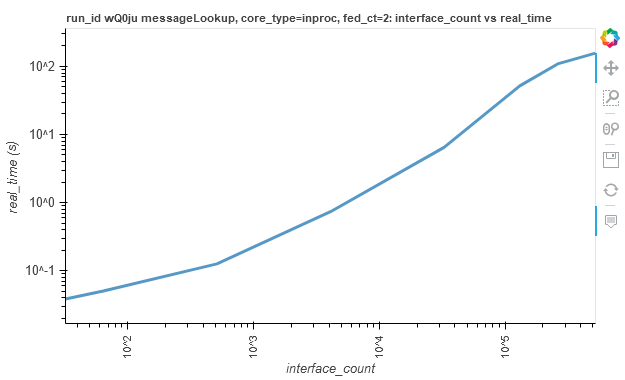 run_id wQ0ju messageLookup, core_type=inproc, fed_ct=2: interface_count vs real_time
10^2
10^1
10^0
10^-1
real_time (s)
10^2
10^3
10^4
10^5
interface_count